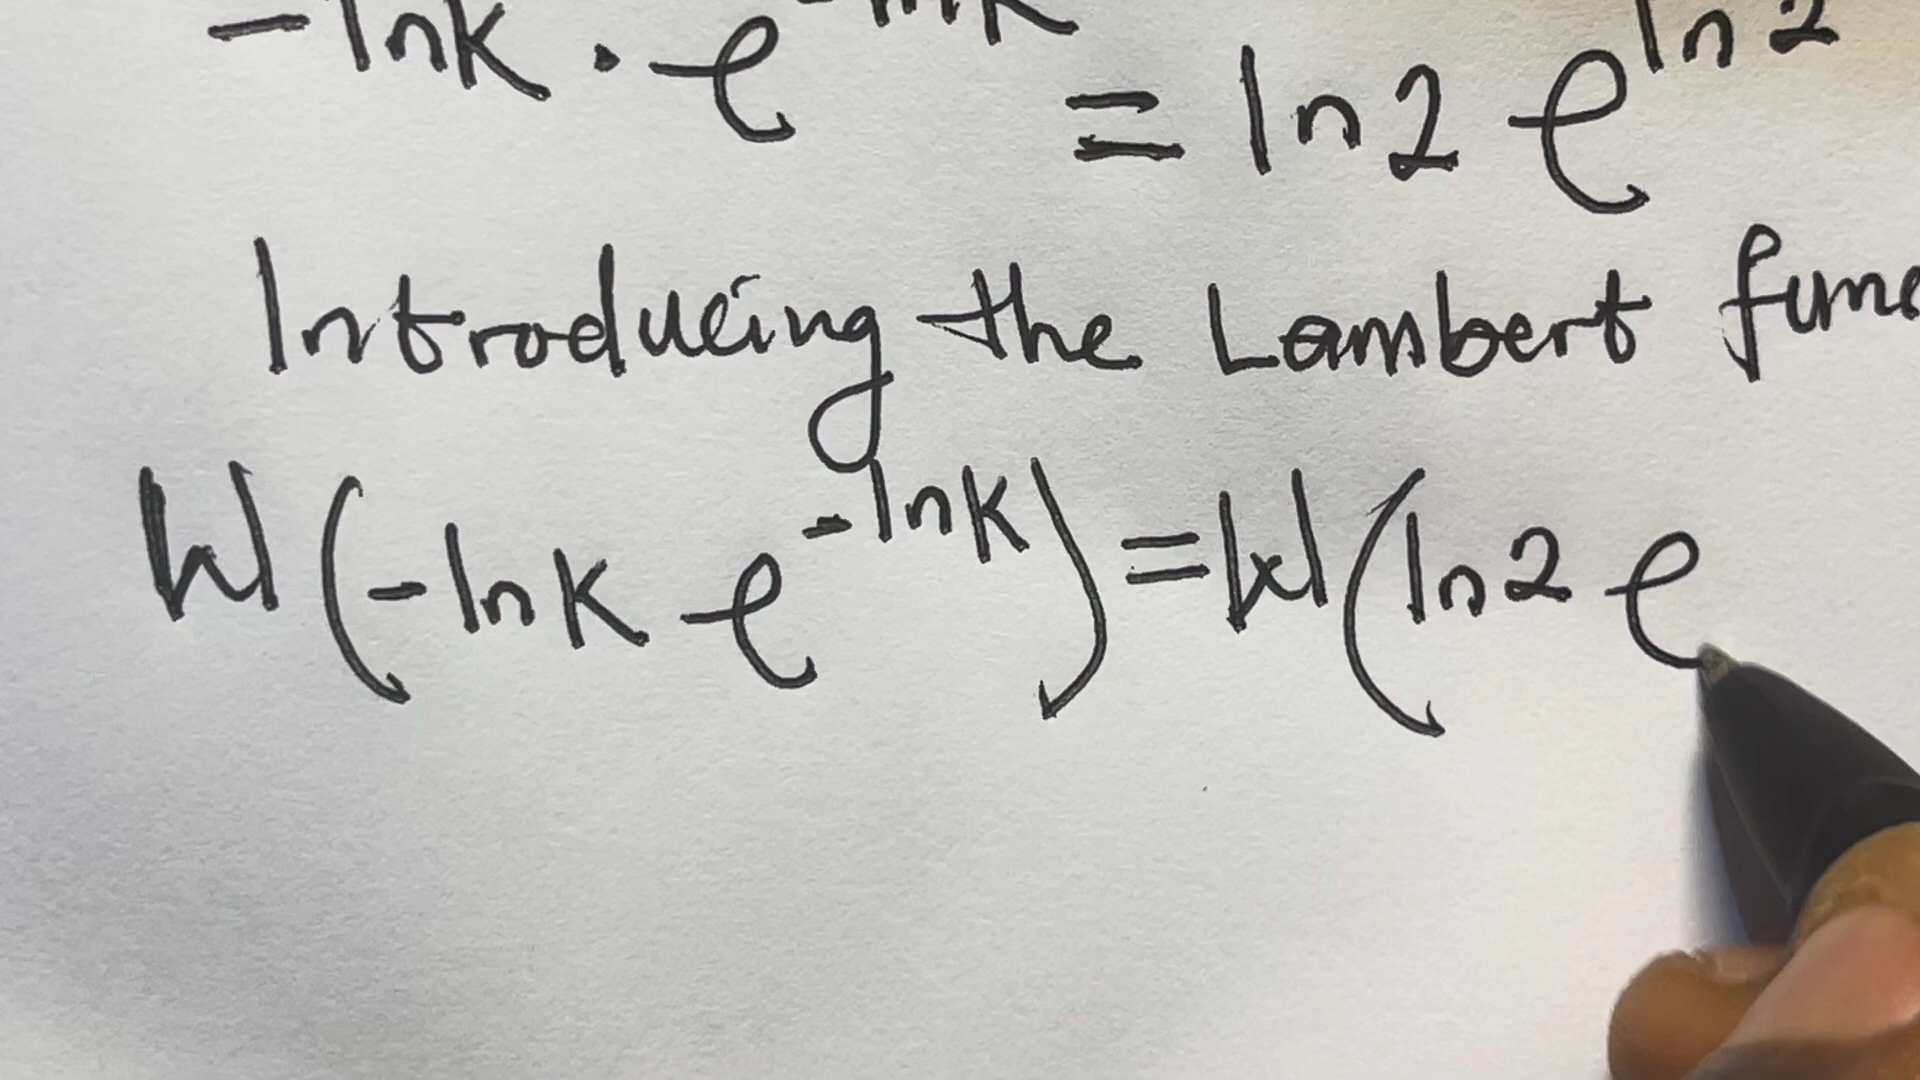 -lnk · e^-lnk = ln2 e^ln2
Introducing the Lambert func
W(-lnk e^-lnk) = W(ln2 e